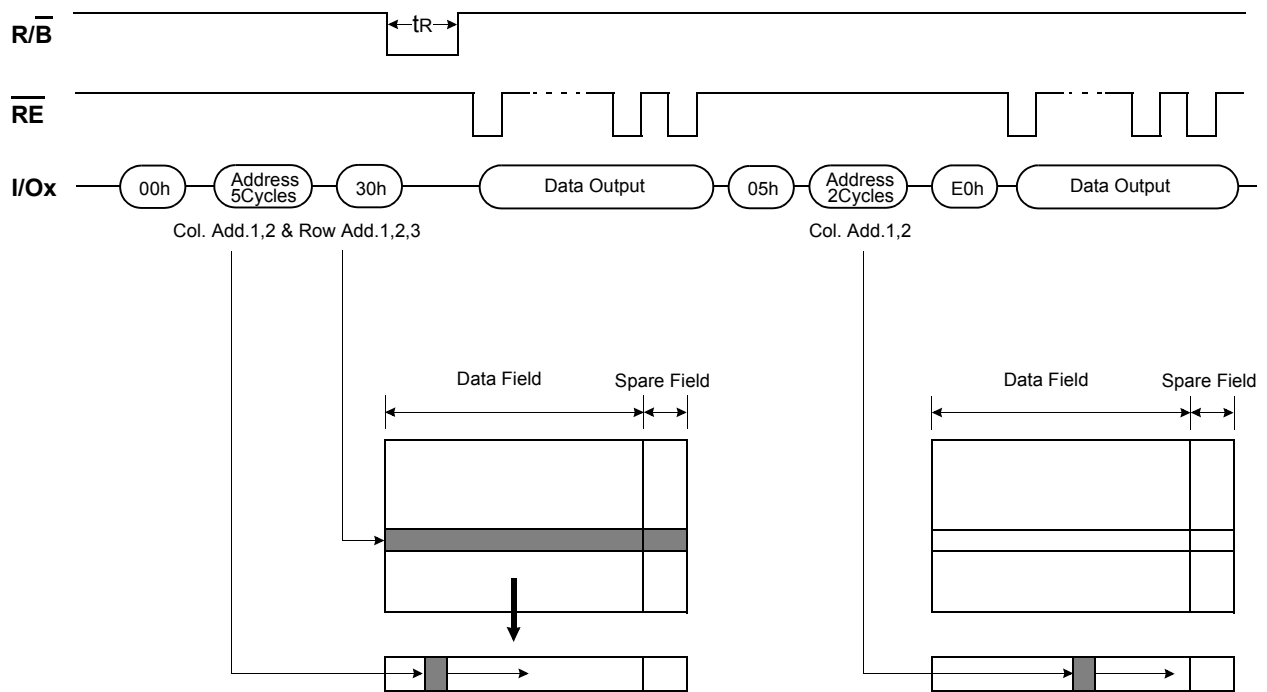 R/B
tR
RE
I/Ox
00h
Address
5Cycles
30h
Data Output
05h
Address
2Cycles
E0h
Data Output
Col. Add.1,2 & Row Add.1,2,3
Col. Add.1,2
Data Field
Spare Field
Data Field
Spare Field